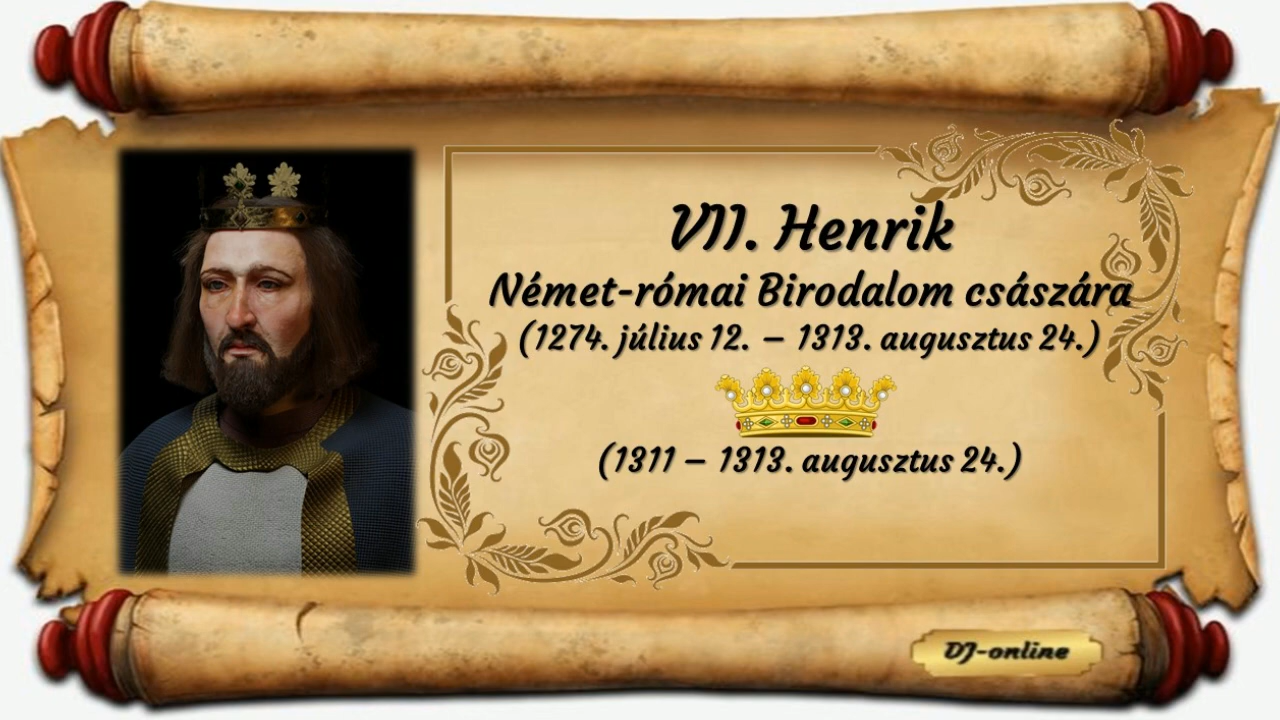 VII. Henrik
Német-római Birodalom császára
(1274. július 12. – 1313. augusztus 24.)
(1311 – 1313. augusztus 24.)
DJ-online